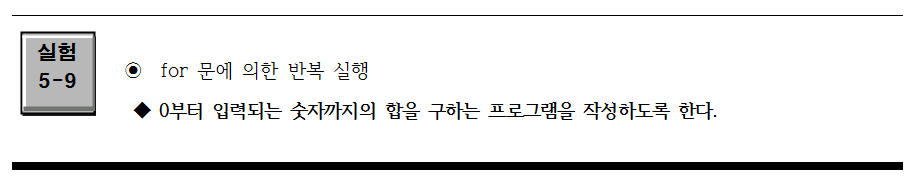 실험
5-9
◉ for 문에 의한 반복 실행
◆ 0부터 입력되는 숫자까지의 합을 구하는 프로그램을 작성하도록 한다.